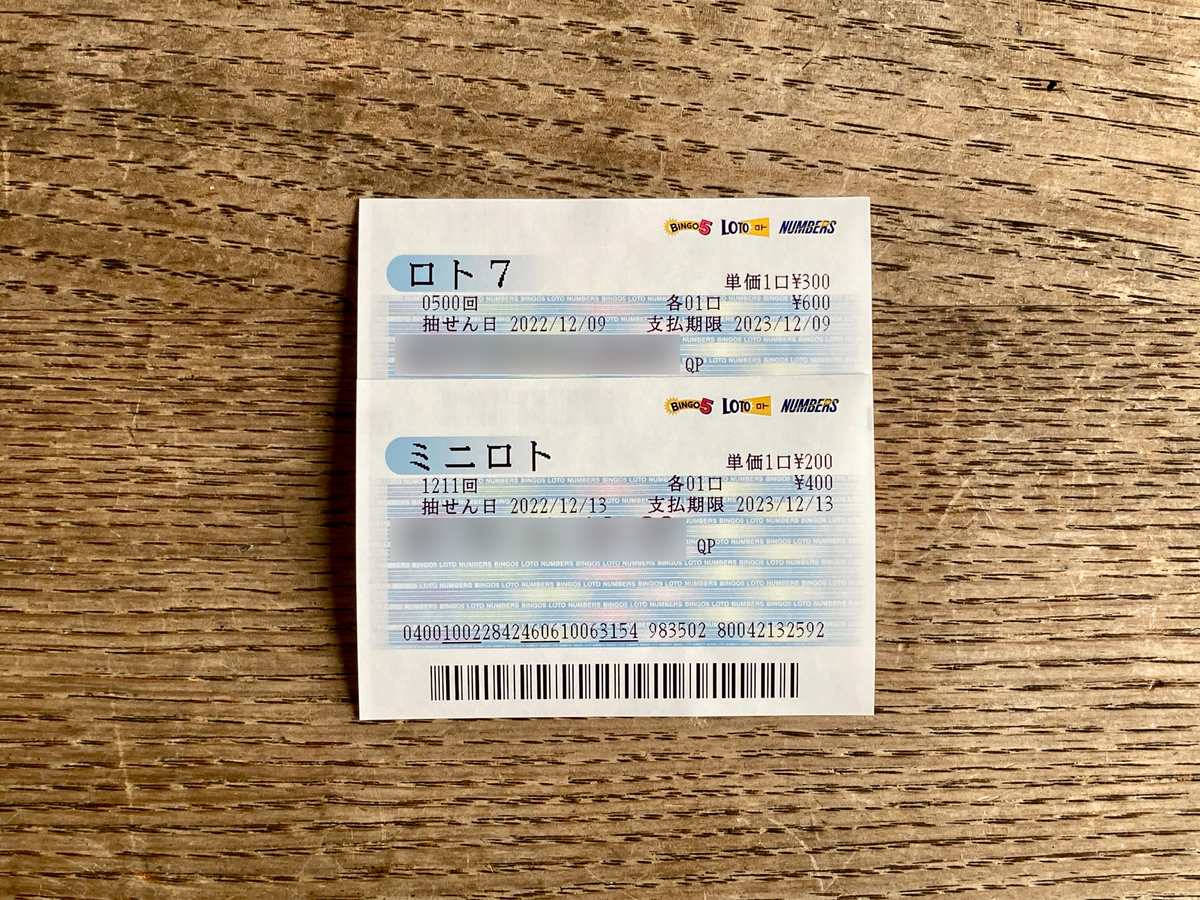 BINGO5 LOTO ロト NUMBERS
ロト7
単価1口¥300
0500回 各01口 ¥600
抽せん日 2022/12/09 支払期限 2023/12/09
QP
BINGO5 LOTO ロト NUMBERS
ミニロト
単価1口¥200
1211回 各01口 ¥400
抽せん日 2022/12/13 支払期限 2023/12/13
QP
040010022842460610063154 983502 80042132592